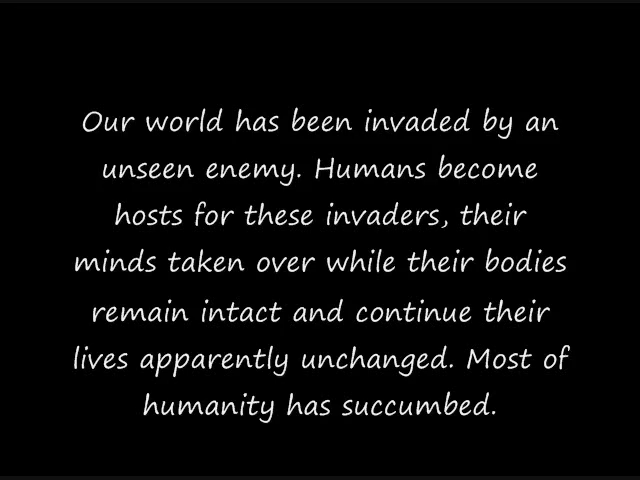 Our world has been invaded by an
unseen enemy. Humans become
hosts for these invaders, their
minds taken over while their bodies
remain intact and continue their
lives apparently unchanged. Most of
humanity has succumbed.